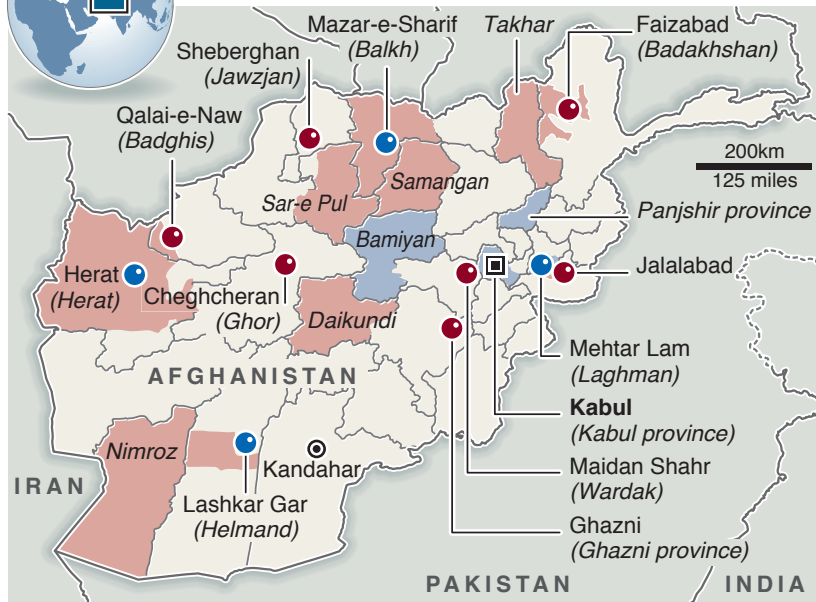 Mazar-e-Sharif
(Balkh)
Takhar
Faizabad
(Badakhshan)
Sheberghan
(Jawzjan)
Qalai-e-Naw
(Badghis)
200km
125 miles
Samangan
Sar-e Pul
Panjshir province
Bamiyan
Herat
(Herat)
Jalalabad
Cheghcheran
(Ghor)
Daikundi
Mehtar Lam
(Laghman)
AFGHANISTAN
Kabul
(Kabul province)
Nimroz
Kandahar
Maidan Shahr
(Wardak)
IRAN
Lashkar Gar
(Helmand)
Ghazni
(Ghazni province)
PAKISTAN
INDIA